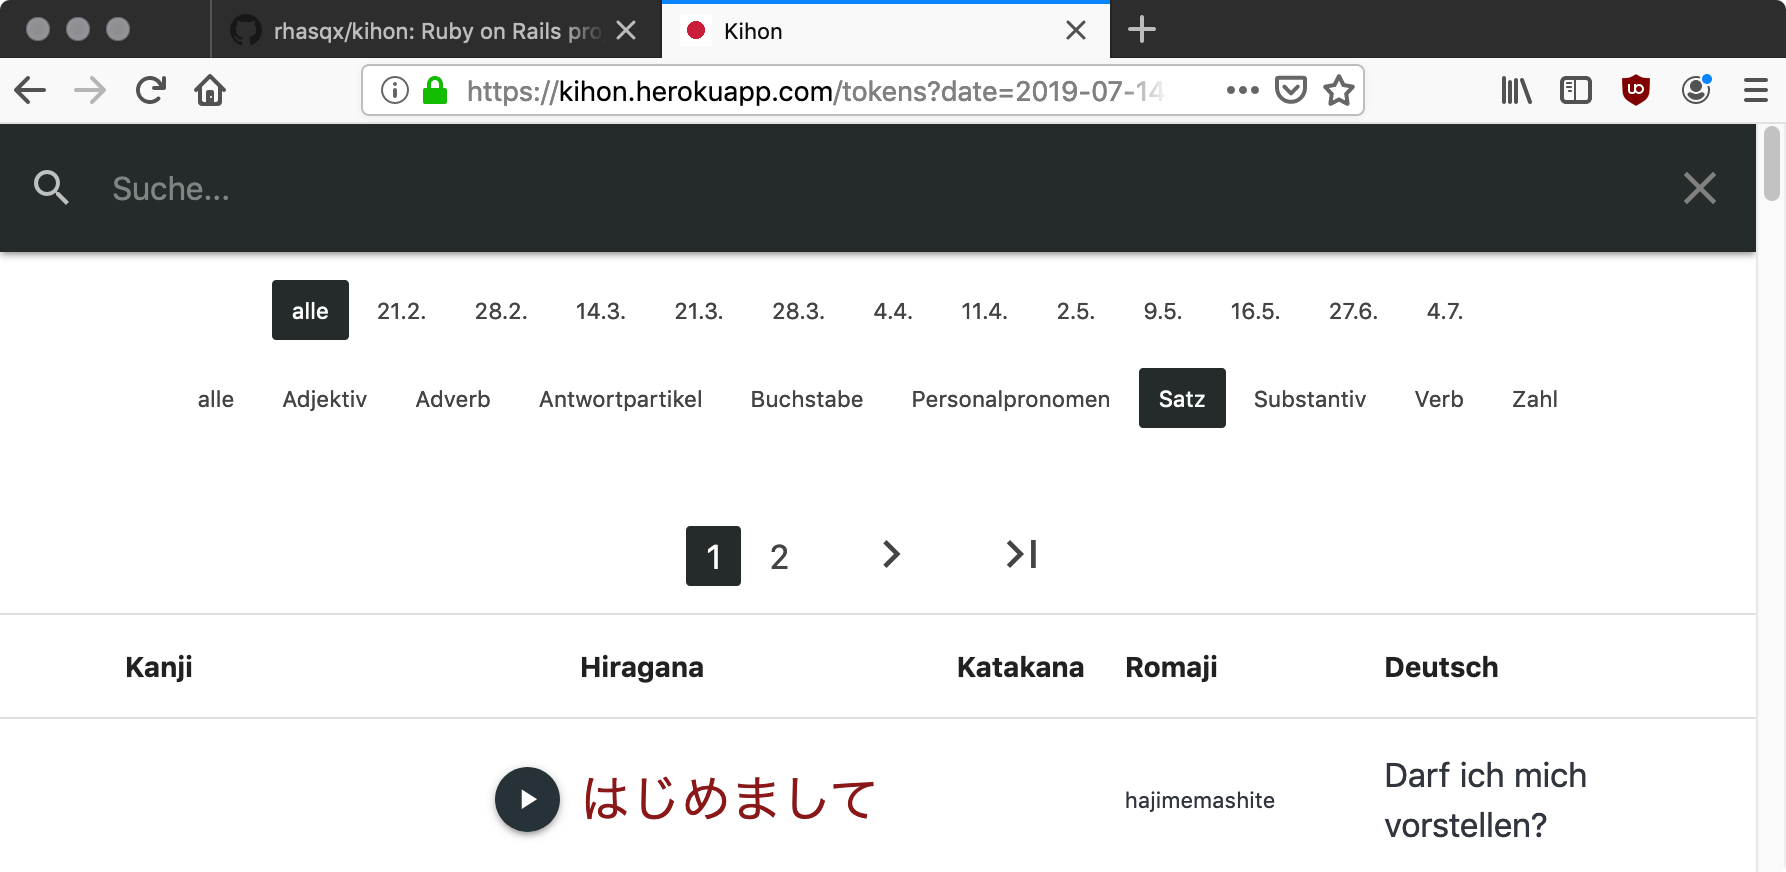 rhasqx/kihon: Ruby on Rails pro
Kihon
https://kihon.herokuapp.com/tokens?date=2019-07-14
Suche...
alle 21.2. 28.2. 14.3. 21.3. 28.3. 4.4. 11.4. 2.5. 9.5. 16.5. 27.6. 4.7.
alle Adjektiv Adverb Antwortpartikel Buchstabe Personalpronomen Satz Substantiv Verb Zahl
1 2
Kanji Hiragana Katakana Romaji Deutsch
はじめまして hajimemashite Darf ich mich
vorstellen?